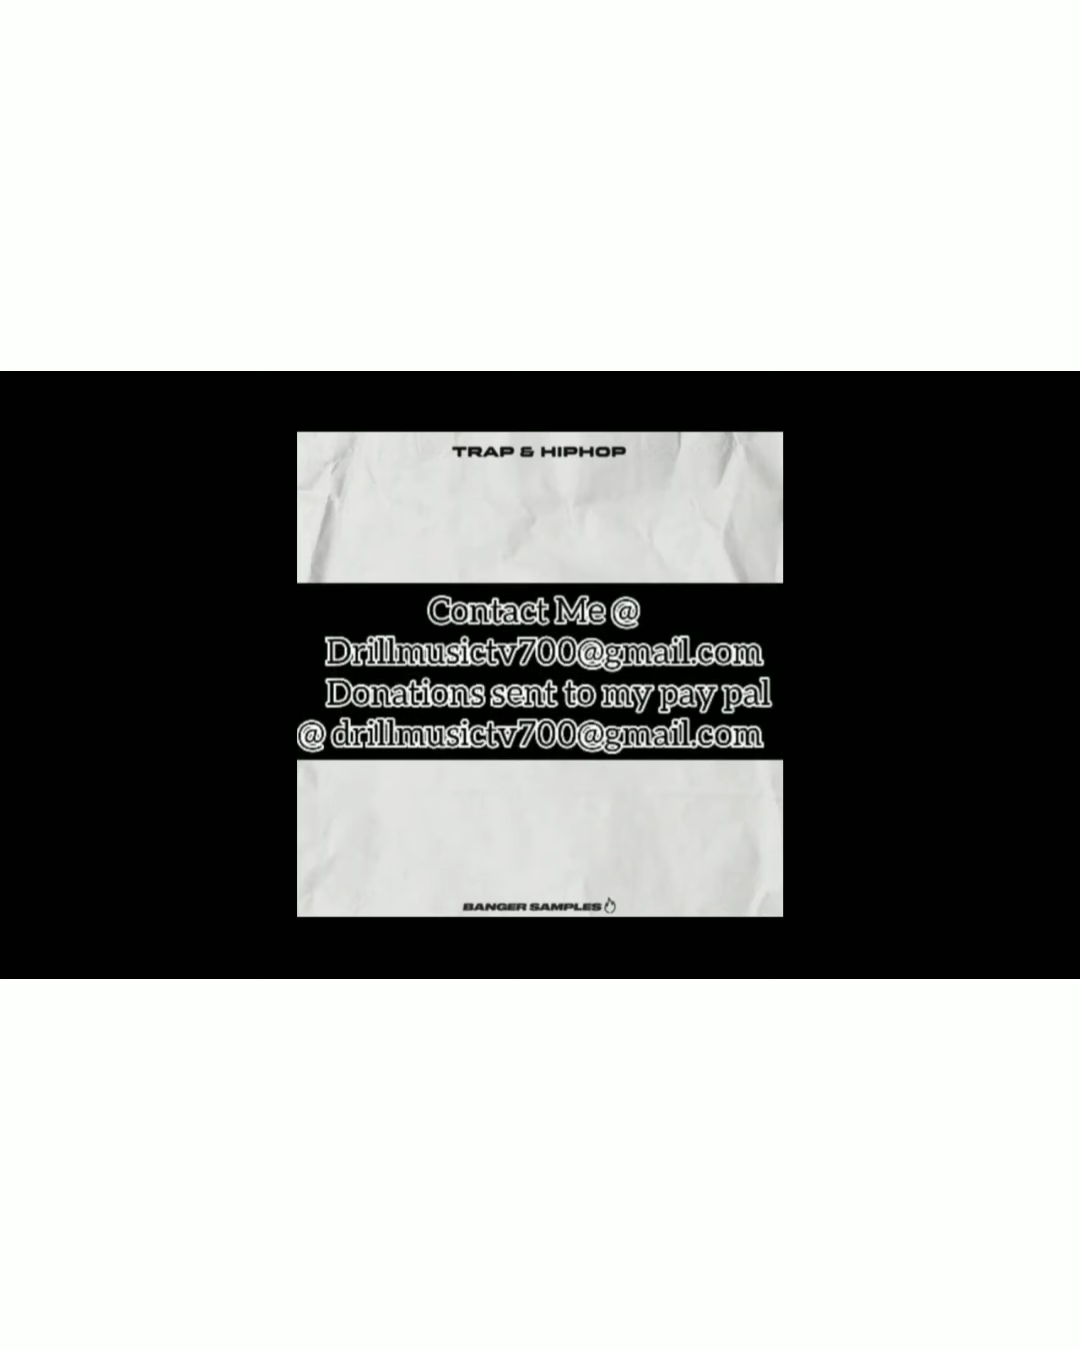 TRAP & HIPHOP
Contact Me @
Drillmusictv700@gmail.com
Donations sent to my pay pal
@ drillmusictv700@gmail.com
BANGER SAMPLES